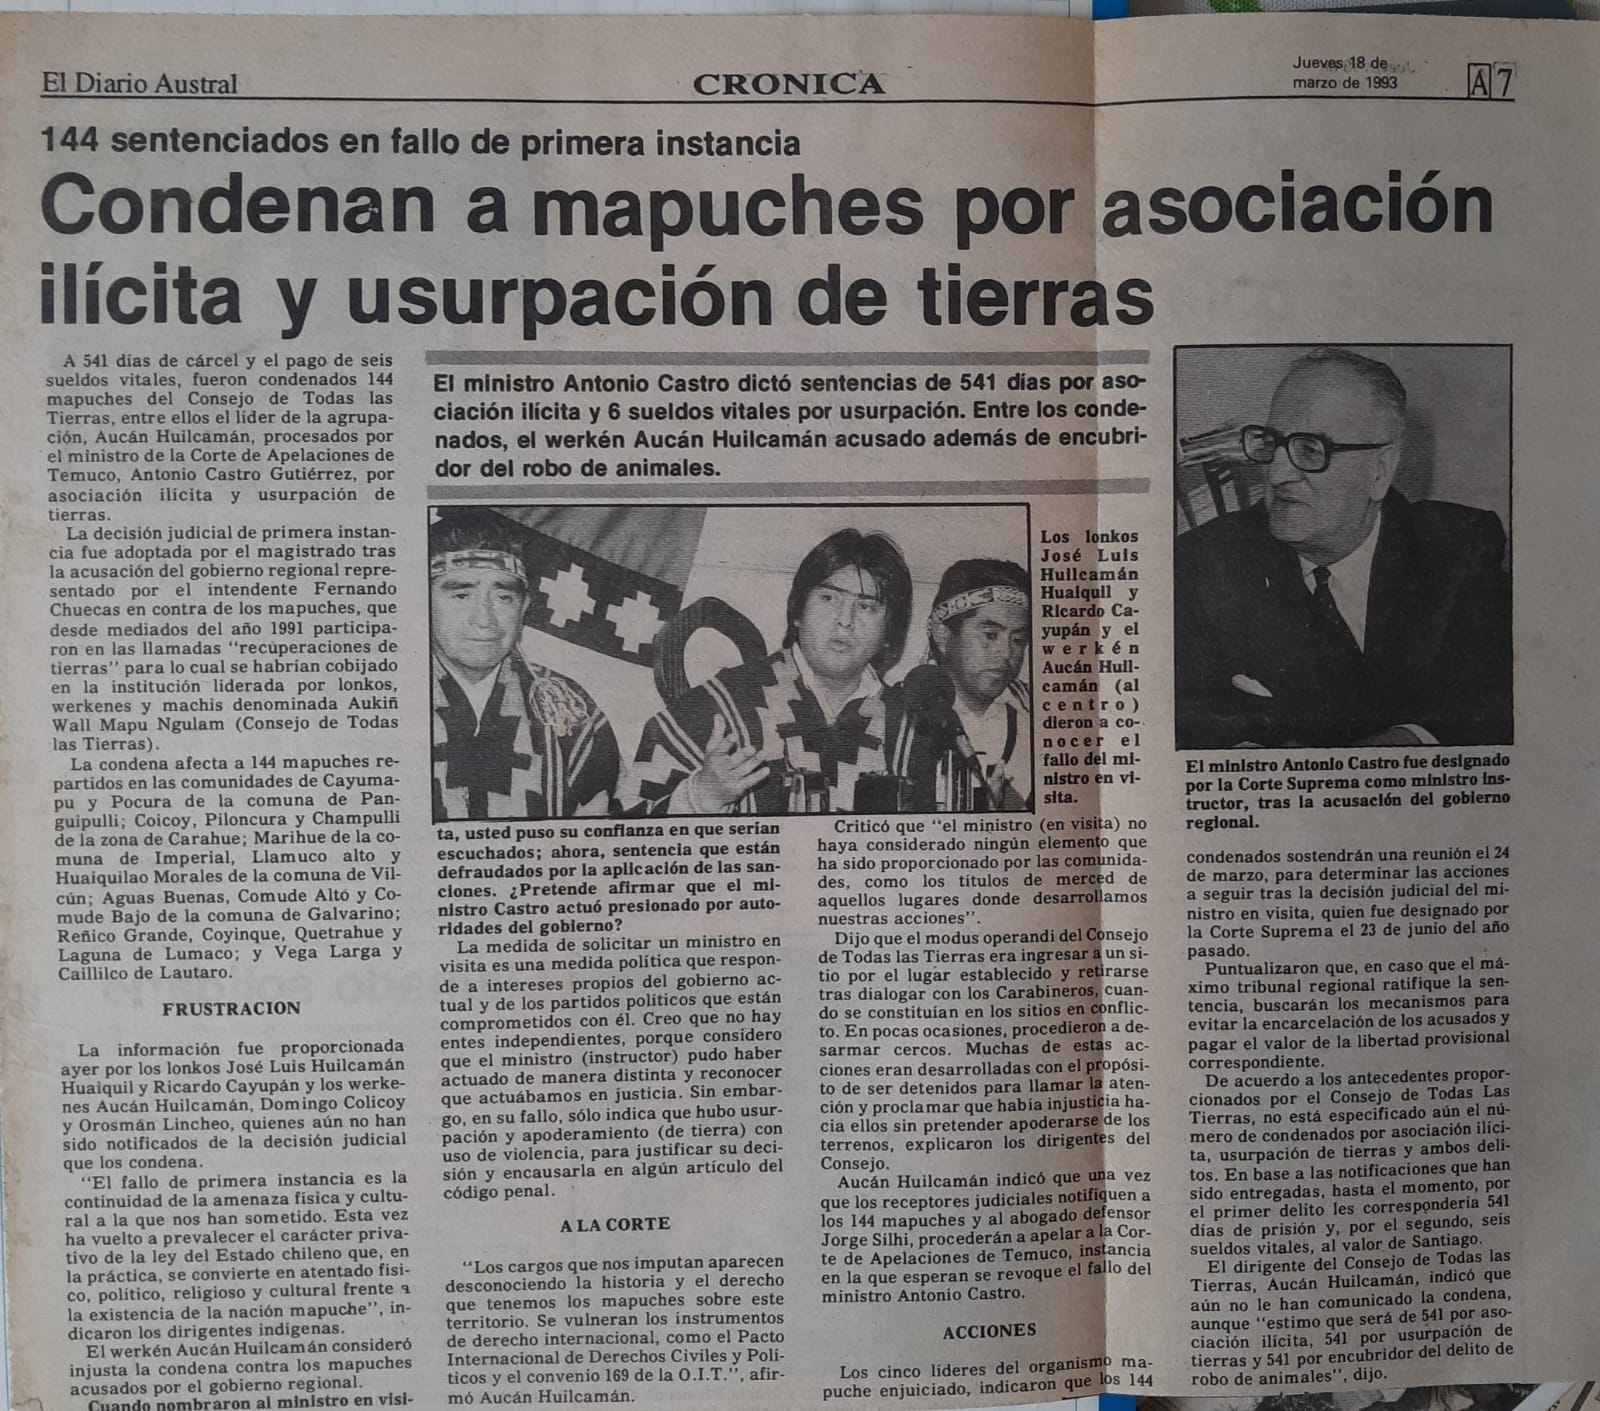 El Diario Austral
CRONICA
Jueves 18 de
marzo de 1993
A7
144 sentenciados en fallo de primera instancia
Condenan a mapuches por asociación
ilícita y usurpación de tierras
A 541 días de cárcel y el pago de seis
sueldos vitales, fueron condenados 144
mapuches del Consejo de Todas las
Tierras, entre ellos el líder de la agrupa-
ción, Aucán Huilcamán, procesados por
el ministro de la Corte de Apelaciones de
Temuco, Antonio Castro Gutiérrez, por
asociación ilícita y usurpación de
tierras.
La decisión judicial de primera instan-
cia fue adoptada por el magistrado tras
la acusación del gobierno regional repre-
sentado por el intendente Fernando
Chuecas en contra de los mapuches, que
desde mediados del año 1991 participa-
ron en las llamadas "recuperaciones de
tierras" para lo cual se habrían cobijado
en la institución liderada por lonkos,
werkenes y machis denominada Aukiñ
Wall Mapu Ngulam (Consejo de Todas
las Tierras).
La condena afecta a 144 mapuches re-
partidos en las comunidades de Cayuma-
pu y Pocura de la comuna de Pan-
guipulli; Coicoy, Piloncura y Champulli
de la zona de Carahue; Marihue de la co-
muna de Imperial, Llamuco alto y
Huaiquilao Morales de la comuna de Vil-
cún; Aguas Buenas, Comude Alto y Co-
mude Bajo de la comuna de Galvarino;
Reñico Grande, Coyinque, Quetrahue y
Laguna de Lumaco; y Vega Larga y
Caillilco de Lautaro.
FRUSTRACION
La información fue proporcionada
ayer por los lonkos José Luis Huilcamán
Huaiquil y Ricardo Cayupán y los werke-
nes Aucán Huilcamán, Domingo Colicoy
y Orosmán Lincheo, quienes aún no han
sido notificados de la decisión judicial
que los condena.
"El fallo de primera instancia es la
continuidad de la amenaza física y cultu-
ral a la que nos han sometido. Esta vez
ha vuelto a prevalecer el carácter priva-
tivo de la ley del Estado chileno que, en
la práctica, se convierte en atentado físi-
co, político, religioso y cultural frente a
la existencia de la nación mapuche", in-
dicaron los dirigentes indígenas.
El werkén Aucán Huilcamán consideró
injusta la condena contra los mapuches
acusados por el gobierno regional.
Cuando nombraron al ministro en visi-
El ministro Antonio Castro dictó sentencias de 541 días por aso-
ciación ilícita y 6 sueldos vitales por usurpación. Entre los conde-
nados, el werkén Aucán Huilcamán acusado además de encubri-
dor del robo de animales.
Los lonkos
José Luis
Huilcamán
Huaiquil y
Ricardo Ca-
yupán y el
werkén
Aucán Huil-
camán (al
centro)
dieron a co-
nocer el
fallo del mi-
nistro en vi-
sita.
ta, usted puso su confianza en que serían
escuchados; ahora, sentencia que están
defraudados por la aplicación de las san-
ciones. ¿Pretende afirmar que el mi-
nistro Castro actuó presionado por auto-
ridades del gobierno?
La medida de solicitar un ministro en
visita es una medida política que respon-
de a intereses propios del gobierno ac-
tual y de los partidos políticos que están
comprometidos con él. Creo que no hay
entes independientes, porque considero
que el ministro (instructor) pudo haber
actuado de manera distinta y reconocer
que actuábamos en justicia. Sin embar-
go, en su fallo, sólo indica que hubo usur-
pación y apoderamiento (de tierra) con
uso de violencia, para justificar su deci-
sión y encausarla en algún artículo del
código penal.
A LA CORTE
"Los cargos que nos imputan aparecen
desconociendo la historia y el derecho
que tenemos los mapuches sobre este
territorio. Se vulneran los instrumentos
de derecho internacional, como el Pacto
Internacional de Derechos Civiles y Polí-
ticos y el convenio 169 de la O.I.T.", afir-
mó Aucán Huilcamán.
Criticó que "el ministro (en visita) no
haya considerado ningún elemento que
ha sido proporcionado por las comunida-
des, como los títulos de merced de
aquellos lugares donde desarrollamos
nuestras acciones".
Dijo que el modus operandi del Consejo
de Todas las Tierras era ingresar a un si-
tio por el lugar establecido y retirarse
tras dialogar con los Carabineros, cuan-
do se constituían en los sitios en conflic-
to. En pocas ocasiones, procedieron a de-
sarmar cercos. Muchas de estas ac-
ciones eran desarrolladas con el propósi-
to de ser detenidos para llamar la aten-
ción y proclamar que había injusticia ha-
cia ellos sin pretender apoderarse de los
terrenos, explicaron los dirigentes del
Consejo.
Aucán Huilcamán indicó que una vez
que los receptores judiciales notifiquen a
los 144 mapuches y al abogado defensor
Jorge Silhi, procederán a apelar a la Cor-
te de Apelaciones de Temuco, instancia
en la que esperan se revoque el fallo del
ministro Antonio Castro.
ACCIONES
Los cinco líderes del organismo ma-
puche enjuiciado, indicaron que los 144
El ministro Antonio Castro fue designado
por la Corte Suprema como ministro ins-
tructor, tras la acusación del gobierno
regional.
condenados sostendrán una reunión el 24
de marzo, para determinar las acciones
a seguir tras la decisión judicial del mi-
nistro en visita, quien fue designado por
la Corte Suprema el 23 de junio del año
pasado.
Puntualizaron que, en caso que el má-
ximo tribunal regional ratifique la sen-
tencia, buscarán los mecanismos para
evitar la encarcelación de los acusados y
pagar el valor de la libertad provisional
correspondiente.
De acuerdo a los antecedentes propor-
cionados por el Consejo de Todas Las
Tierras, no está especificado aún el nú-
mero de condenados por asociación ilíci-
ta, usurpación de tierras y ambos deli-
tos. En base a las notificaciones que han
sido entregadas, hasta el momento, por
el primer delito les correspondería 541
días de prisión y, por el segundo, seis
sueldos vitales, al valor de Santiago.
El dirigente del Consejo de Todas las
Tierras, Aucán Huilcamán, indicó que
aún no le han comunicado la condena,
aunque "estimo que será de 541 por aso-
ciación ilícita, 541 por usurpación de
tierras y 541 por encubridor del delito de
robo de animales", dijo.